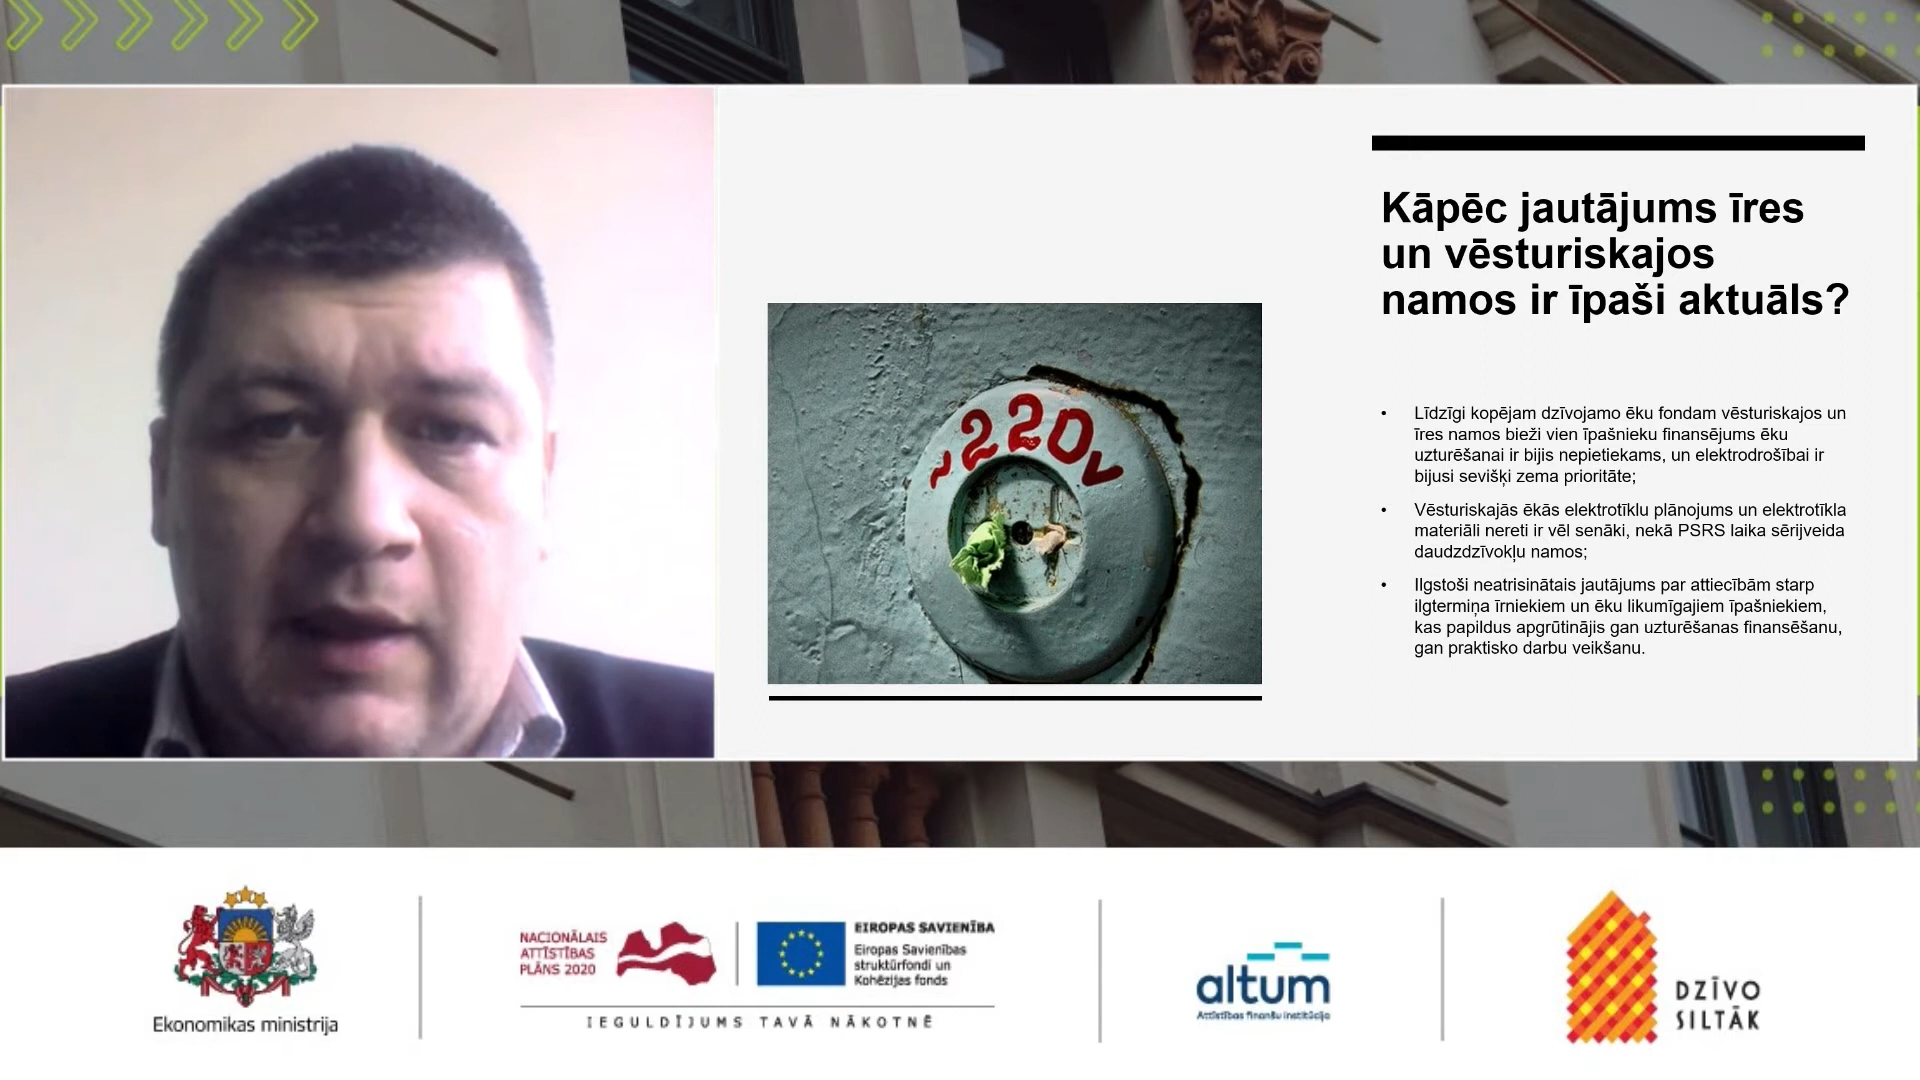 ~220v
Kāpēc jautājums īres
un vēsturiskajos
namos ir īpaši aktuāls?
• Līdzīgi kopējam dzīvojamo ēku fondam vēsturiskajos un
īres namos bieži vien īpašnieku finansējums ēku
uzturēšanai ir bijis nepietiekams, un elektrodrošībai ir
bijusi sevišķi zema prioritāte;
• Vēsturiskajās ēkās elektrotīklu plānojums un elektrotīkla
materiāli nereti ir vēl senāki, nekā PSRS laika sērijveida
daudzdzīvokļu namos;
• Ilgstoši neatrisinātais jautājums par attiecībām starp
ilgtermiņa īrniekiem un ēku likumīgajiem īpašniekiem,
kas papildus apgrūtinājis gan uzturēšanas finansēšanu,
gan praktisko darbu veikšanu.
Ekonomikas ministrija
NACIONĀLAIS
ATTĪSTĪBAS
PLĀNS 2020
EIROPAS SAVIENĪBA
Eiropas Savienības
struktūrfondi un
Kohēzijas fonds
IEGULDĪJUMS TAVĀ NĀKOTNĒ
altum
Attīstības finanšu institūcija
DZĪVO
SILTĀK